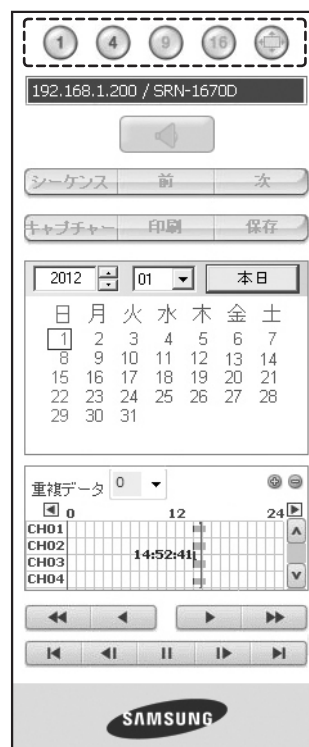 1 4 9 16
192.168.1.200 / SRN-1670D
シーケンス 前 次
キャプチャー 印刷 保存
2012 01 本日
日 月 火 水 木 金 土
1 2 3 4 5 6 7
8 9 10 11 12 13 14
15 16 17 18 19 20 21
22 23 24 25 26 27 28
29 30 31
重複データ 0
0 12 24
CH01
CH02
14:52:41
CH03
CH04
SAMSUNG